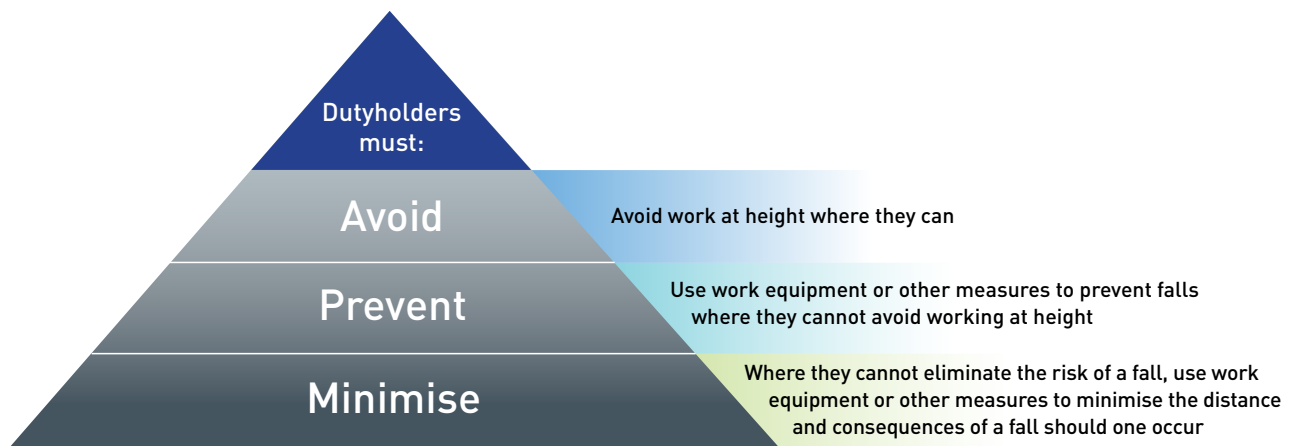 Dutyholders
must:
Avoid
Avoid work at height where they can
Prevent
Use work equipment or other measures to prevent falls
where they cannot avoid working at height
Minimise
Where they cannot eliminate the risk of a fall, use work
equipment or other measures to minimise the distance
and consequences of a fall should one occur